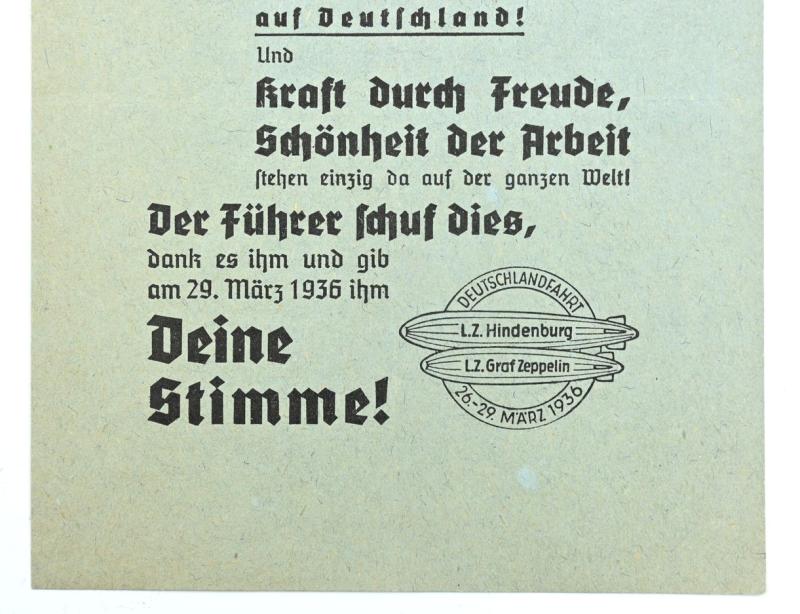 auf Deutschland!
Und
Kraft durch Freude,
Schönheit der Arbeit
stehen einzig da auf der ganzen Welt!
Der Führer schuf dies,
dank es ihm und gib
am 29. März 1936 ihm
Deine
Stimme!
DEUTSCHLANDFAHRT
L.Z. Hindenburg
L.Z. Graf Zeppelin
26.-29. MÄRZ 1936